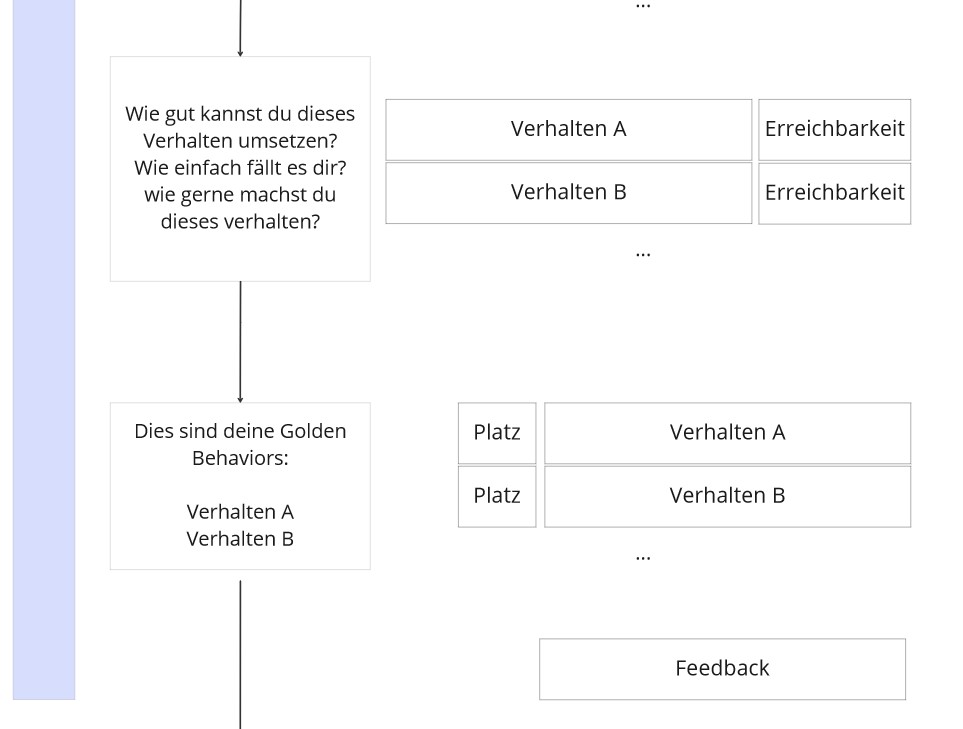 ...
Wie gut kannst du dieses
Verhalten umsetzen?
Wie einfach fällt es dir?
wie gerne machst du
dieses verhalten?
Verhalten A
Erreichbarkeit
Verhalten B
Erreichbarkeit
...
Dies sind deine Golden
Behaviors:
Verhalten A
Verhalten B
Platz
Verhalten A
Platz
Verhalten B
...
Feedback